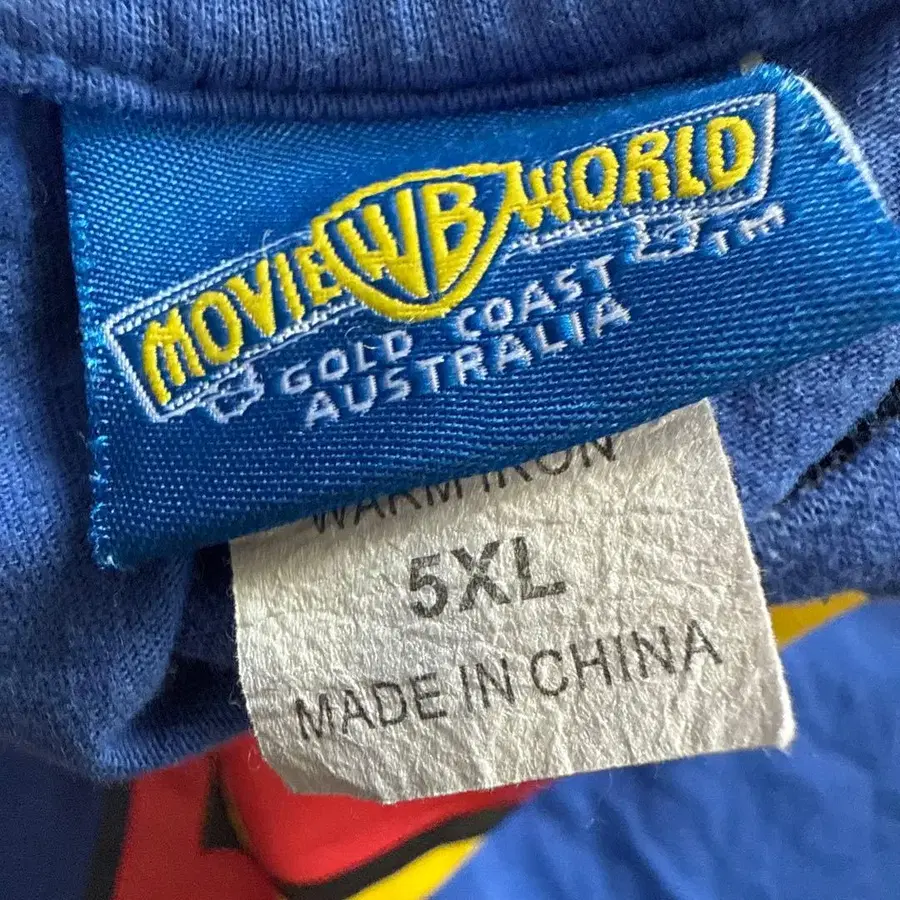 MOVIE WB WORLD
TM
GOLD COAST
AUSTRALIA
WARM IRON
5XL
MADE IN CHINA